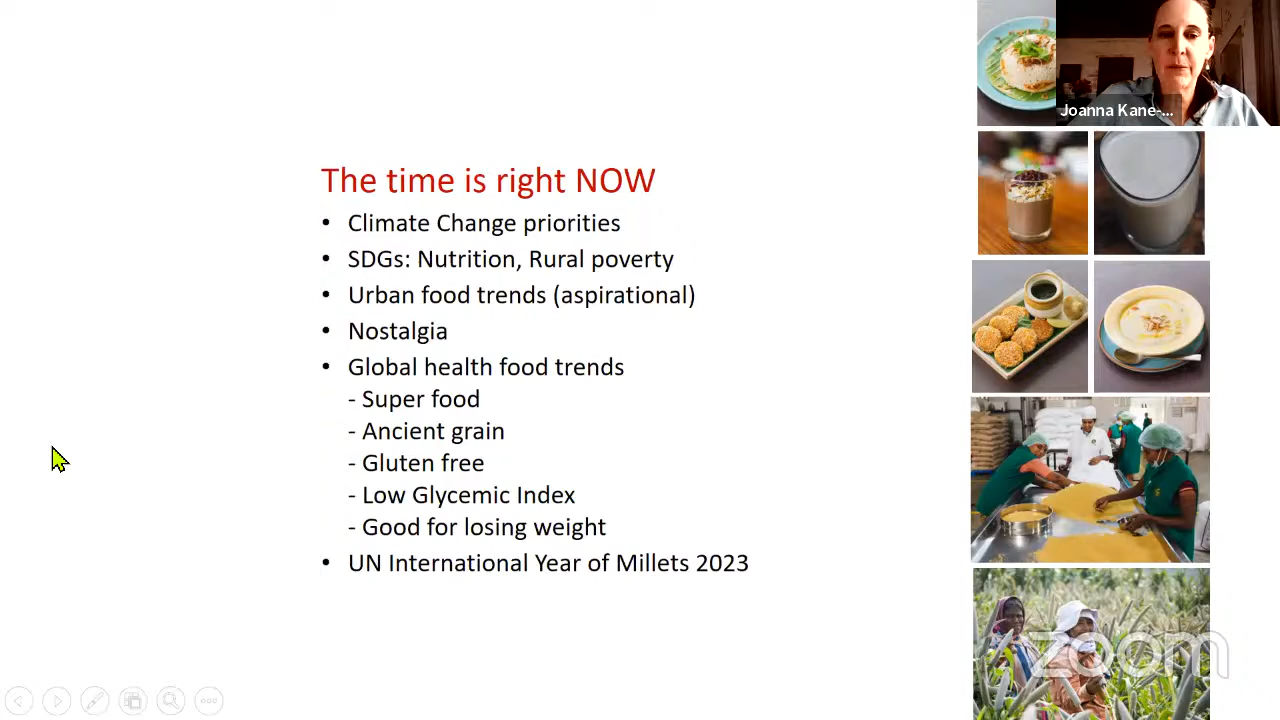 Joanna Kane-...
The time is right NOW
• Climate Change priorities
• SDGs: Nutrition, Rural poverty
• Urban food trends (aspirational)
• Nostalgia
• Global health food trends
- Super food
- Ancient grain
- Gluten free
- Low Glycemic Index
- Good for losing weight
• UN International Year of Millets 2023
zoom